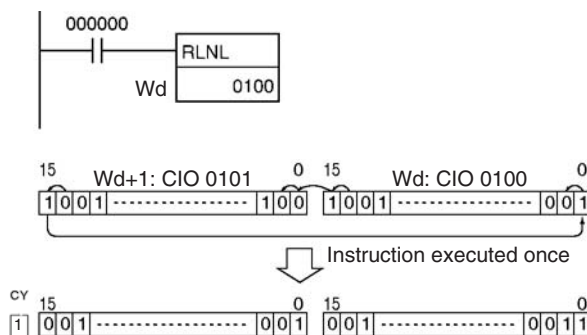 000000
RLNL
Wd 0100
15 0 15 0
Wd+1: CIO 0101 Wd: CIO 0100
1 0 0 1 1 0 0 1 0 0 1 0 0 1
Instruction executed once
CY 15 0 15 0
1 0 0 1 0 0 1 0 0 1 0 0 1 1